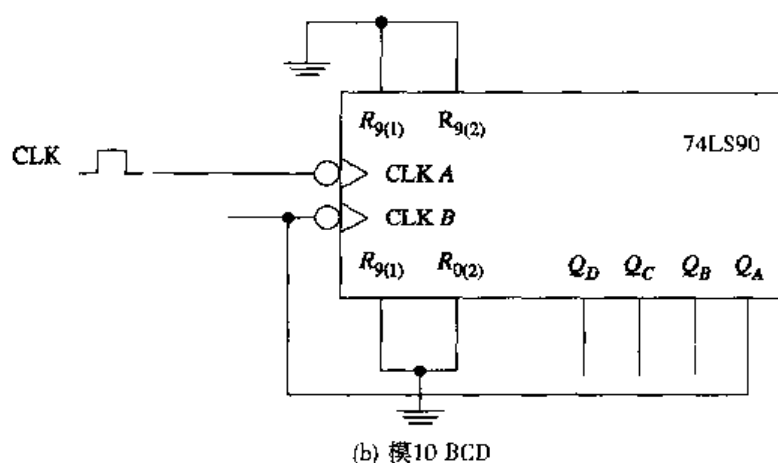 R9(1) R9(2)
74LS90
CLK
CLK A
CLK B
R9(1) R0(2)
QD QC QB QA
(b) 模10 BCD